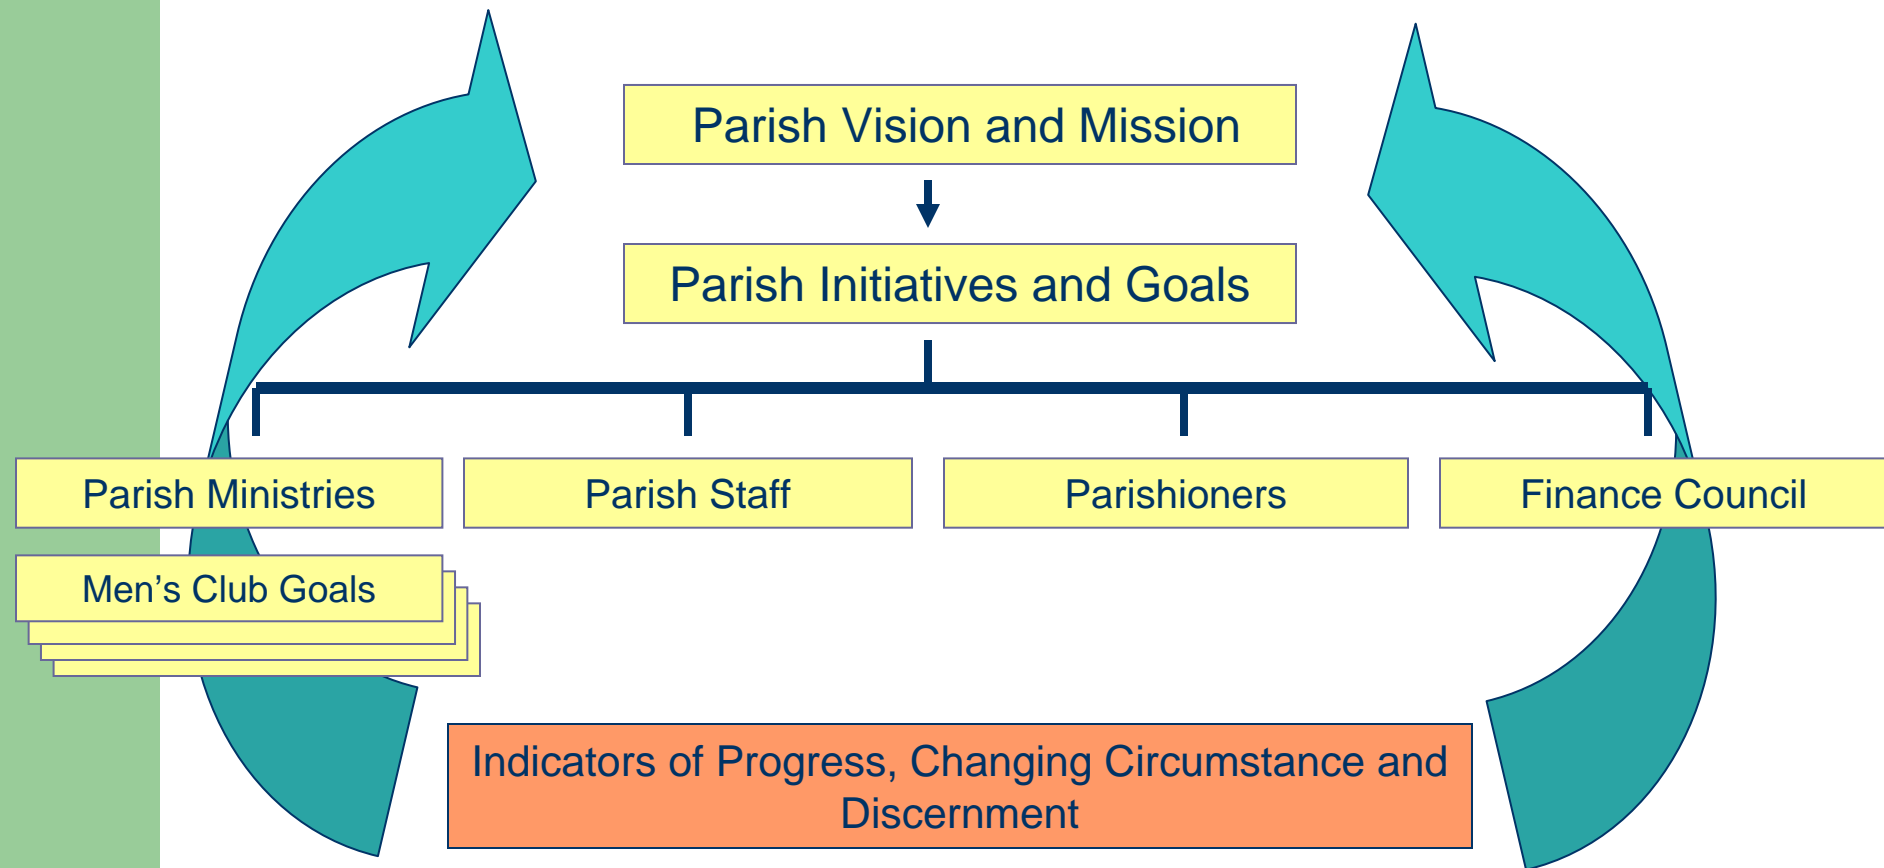 Parish Vision and Mission
Parish Initiatives and Goals
Parish Ministries
Parish Staff
Parishioners
Finance Council
Men’s Club Goals
Indicators of Progress, Changing Circumstance and
Discernment